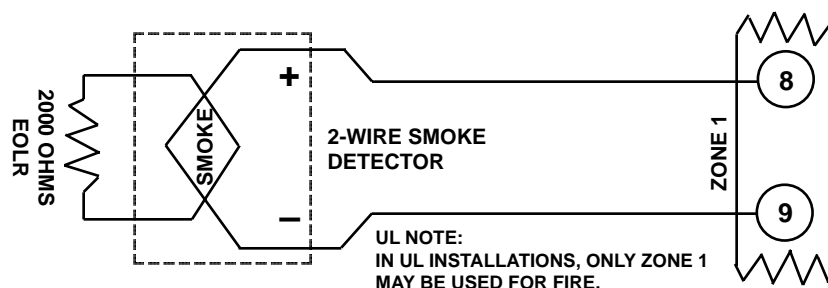 2000 OHMS
EOLR
SMOKE
+
–
2-WIRE SMOKE
DETECTOR
ZONE 1
8
9
UL NOTE:
IN UL INSTALLATIONS, ONLY ZONE 1
MAY BE USED FOR FIRE.